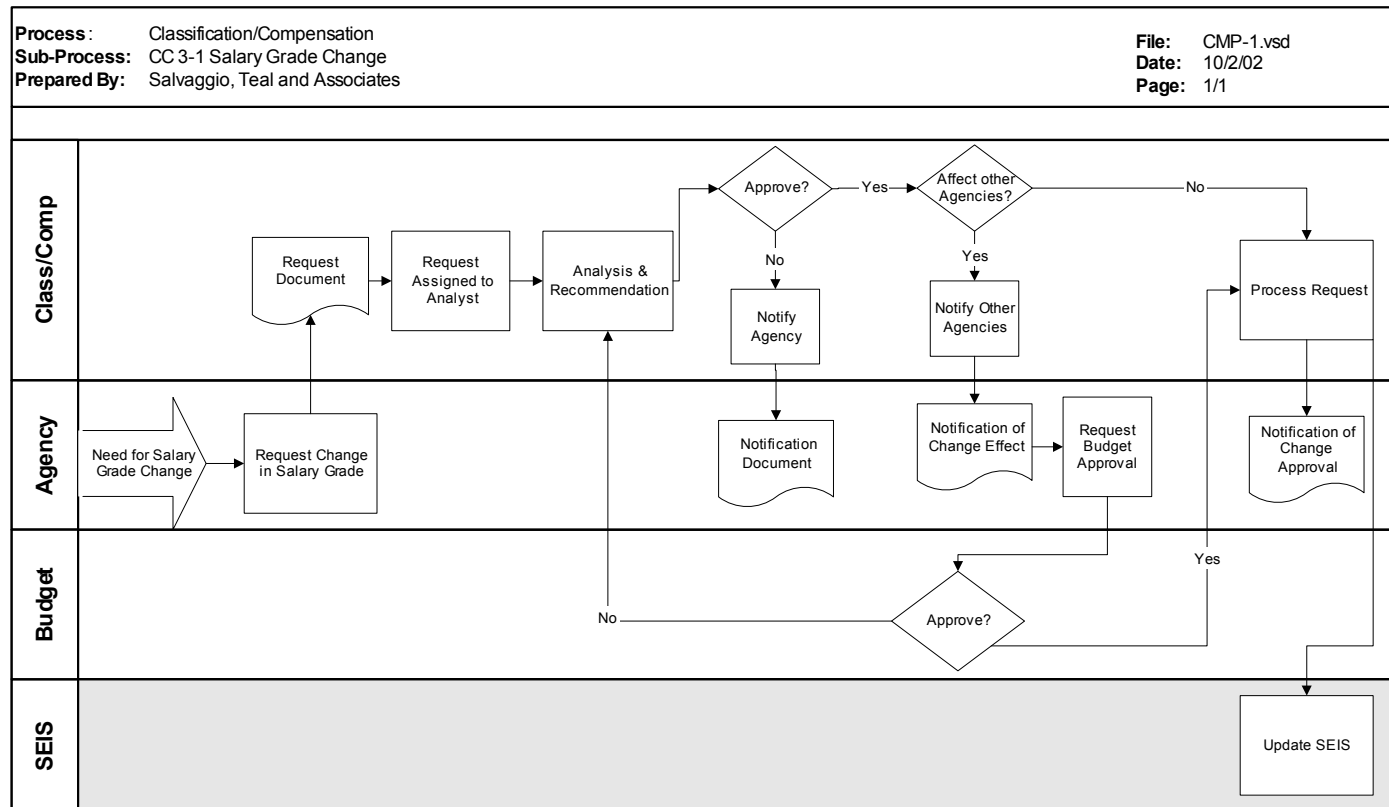 Process: Classification/Compensation
Sub-Process: CC 3-1 Salary Grade Change
Prepared By: Salvaggio, Teal and Associates
File: CMP-1.vsd
Date: 10/2/02
Page: 1/1
Class/Comp
Request
Document
Request
Assigned to
Analyst
Analysis &
Recommendation
Approve?
Yes
Affect other
Agencies?
No
No
Notify
Agency
Yes
Notify Other
Agencies
Process Request
Agency
Need for Salary
Grade Change
Request Change
in Salary Grade
Notification
Document
Notification of
Change Effect
Request
Budget
Approval
Notification of
Change
Approval
Budget
No
Approve?
Yes
SEIS
Update SEIS